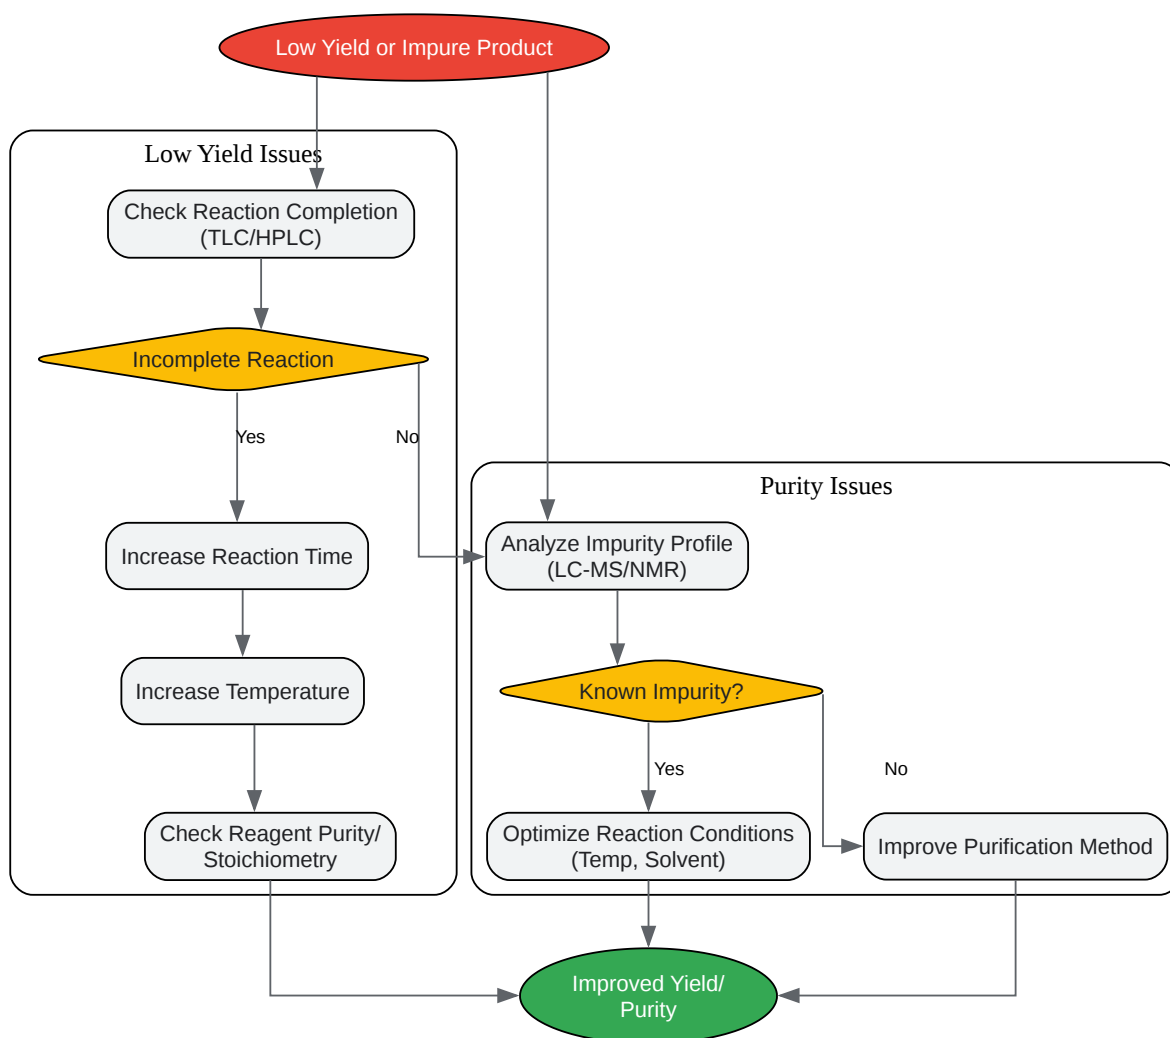 Low Yield or Impure Product
Low Yield Issues
Check Reaction Completion
(TLC/HPLC)
Incomplete Reaction
Yes
No
Increase Reaction Time
Increase Temperature
Check Reagent Purity/
Stoichiometry
Purity Issues
Analyze Impurity Profile
(LC-MS/NMR)
Known Impurity?
Yes
No
Optimize Reaction Conditions
(Temp, Solvent)
Improve Purification Method
Improved Yield/
Purity